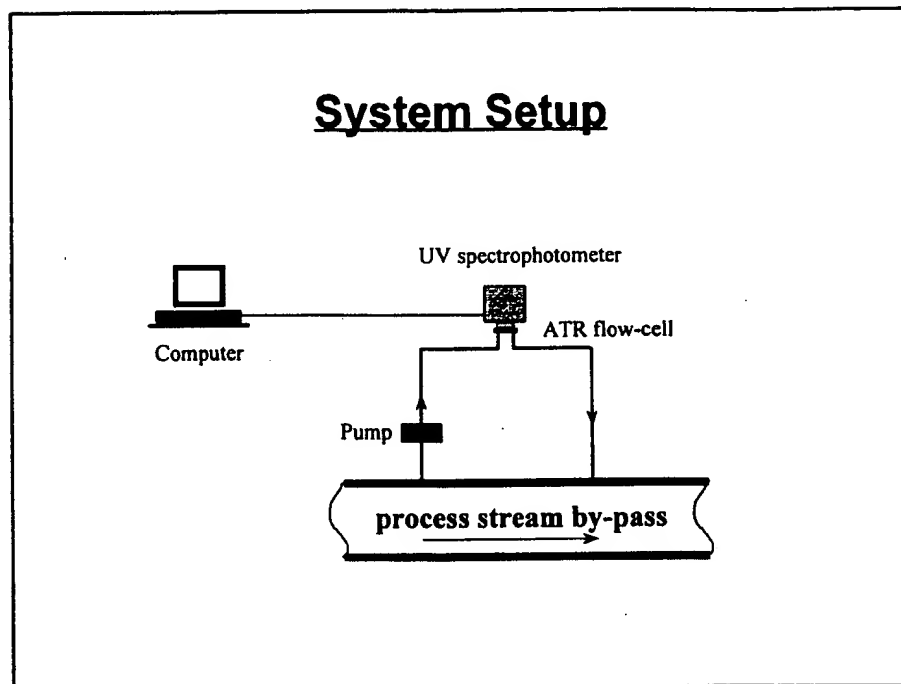 System Setup
UV spectrophotometer
ATR flow-cell
Computer
Pump
process stream by-pass